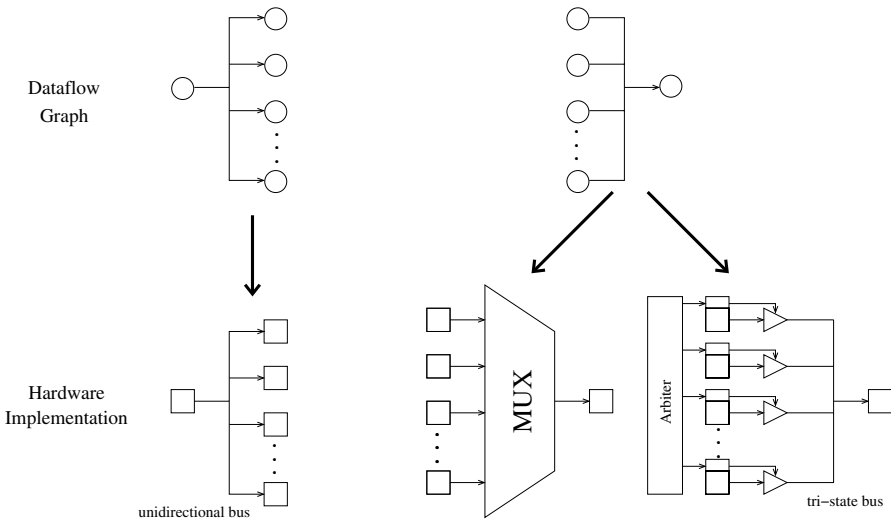 Dataflow
Graph
Hardware
Implementation
unidirectional bus
MUX
Arbiter
tri-state bus